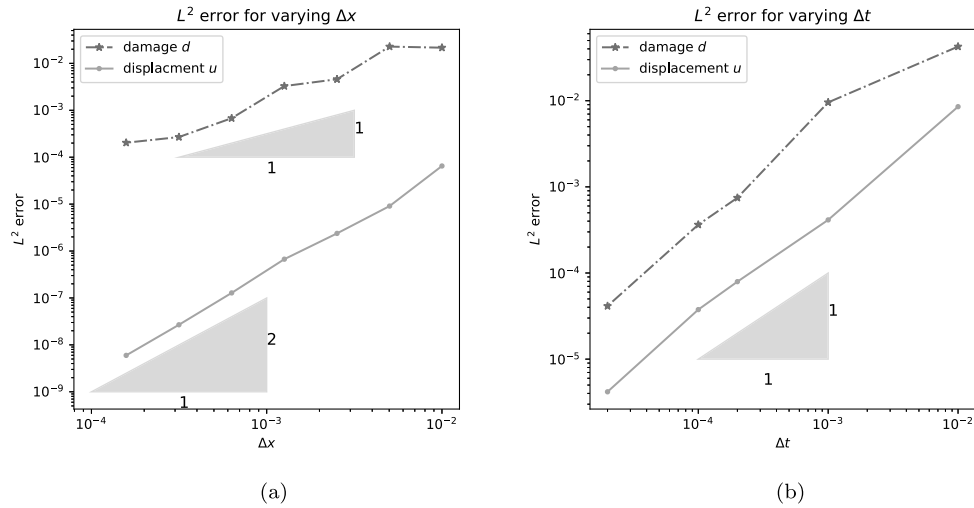 L² error for varying Δx
damage d
displacment u
L² error
10⁻²
10⁻³
10⁻⁴
10⁻⁵
10⁻⁶
10⁻⁷
10⁻⁸
10⁻⁹
1
1
2
1
10⁻⁴
10⁻³
10⁻²
Δx
(a)
L² error for varying Δt
damage d
displacement u
L² error
10⁻²
10⁻³
10⁻⁴
10⁻⁵
1
1
10⁻⁴
10⁻³
10⁻²
Δt
(b)